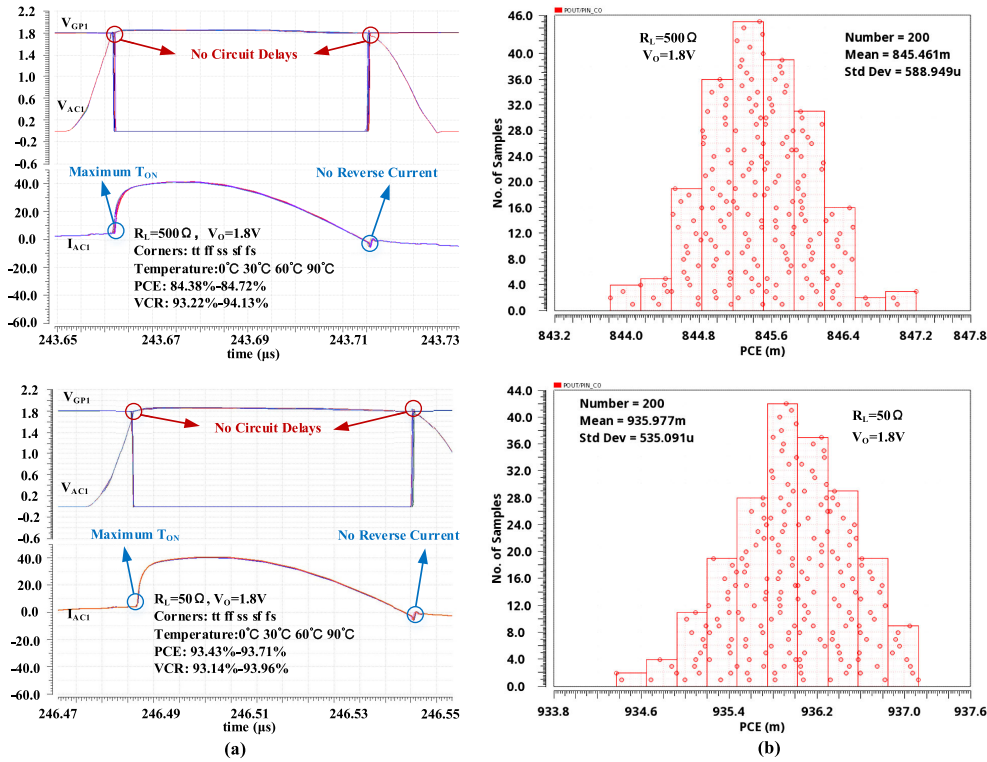 2.2
V_GP1
1.8
1.4
No Circuit Delays
1.0
0.6
V_AC1
0.2
-0.2
-0.6
Maximum T_ON
No Reverse Current
40.0
20.0
0.0
I_AC1
-20.0
-40.0
-60.0
R_L=500Ω, V_O=1.8V
Corners: tt ff ss sf fs
Temperature:0℃ 30℃ 60℃ 90℃
PCE: 84.38%-84.72%
VCR: 93.22%-94.13%
243.65 243.67 243.69 243.71 243.73
time (μs)
POUT/PIN_CO
46.0
40.0
36.0
32.0
28.0
24.0
20.0
16.0
12.0
8.0
4.0
0.0
No. of Samples
R_L=500Ω
V_O=1.8V
Number = 200
Mean = 845.461m
Std Dev = 588.949u
843.2 844.0 844.8 845.6 846.4 847.2 847.8
PCE (m)
2.2
V_GP1
1.8
1.4
No Circuit Delays
1.0
0.6
V_AC1
0.2
-0.2
-0.6
Maximum T_ON
No Reverse Current
40.0
20.0
0.0
I_AC1
-20.0
-40.0
-60.0
R_L=50Ω, V_O=1.8V
Corners: tt ff ss sf fs
Temperature:0℃ 30℃ 60℃ 90℃
PCE: 93.43%-93.71%
VCR: 93.14%-93.96%
246.47 246.49 246.51 246.53 246.55
time (μs)
(a)
POUT/PIN_CO
44.0
40.0
36.0
32.0
28.0
24.0
20.0
16.0
12.0
8.0
4.0
0.0
No. of Samples
Number = 200
Mean = 935.977m
Std Dev = 535.091u
R_L=50Ω
V_O=1.8V
933.8 934.6 935.4 936.2 937.0 937.6
PCE (m)
(b)